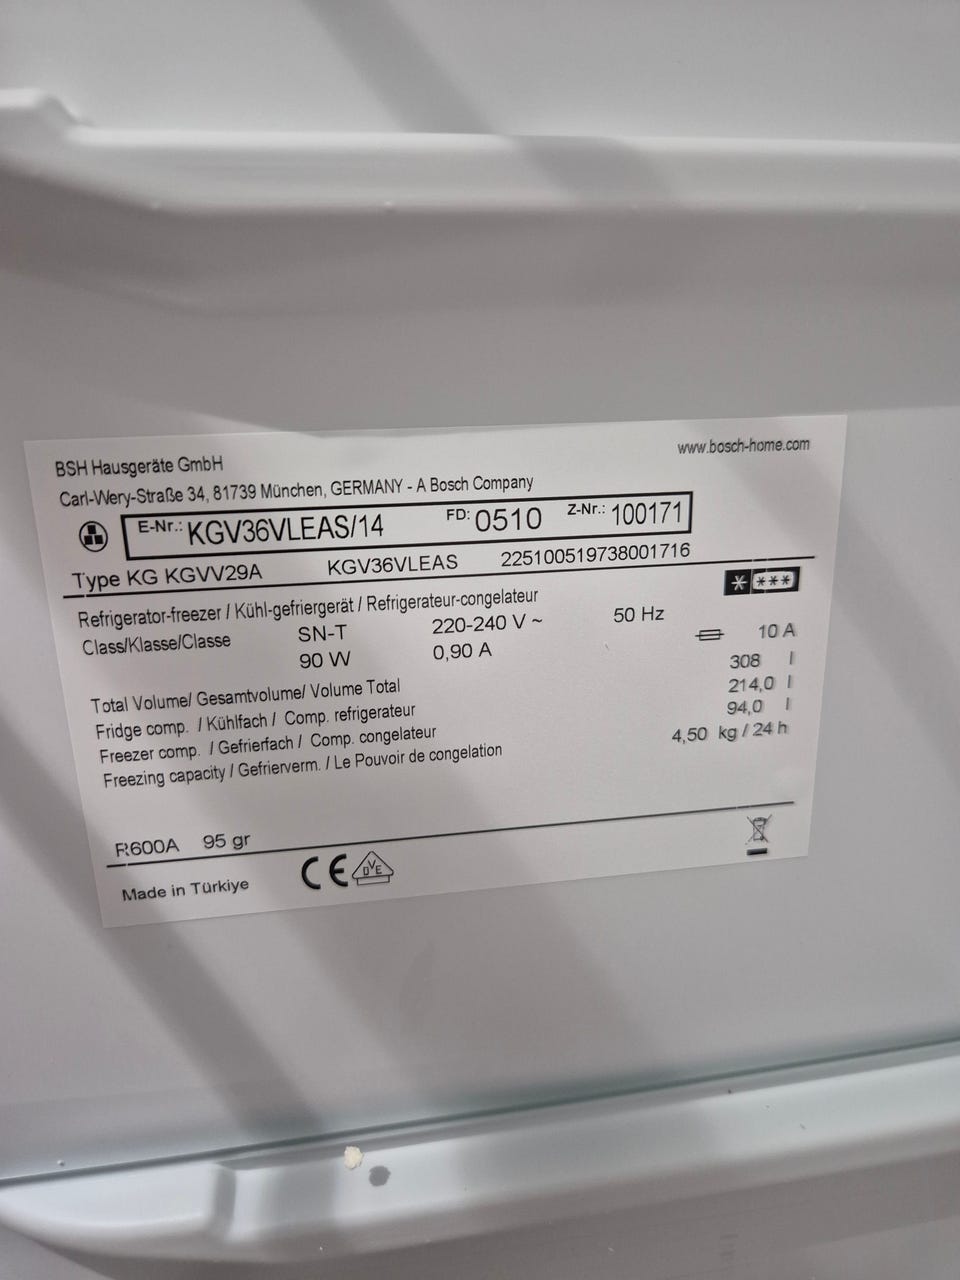 BSH Hausgeräte GmbH
www.bosch-home.com
Carl-Wery-Straße 34, 81739 München, GERMANY - A Bosch Company
E-Nr.: KGV36VLEAS/14 FD: 0510 Z-Nr.: 100171
Type KG KGVV29A KGV36VLEAS 225100519738001716
Refrigerator-freezer / Kühl-gefriergerät / Refrigerateur-congelateur
* ***
Class/Klasse/Classe SN-T 220-240 V ~ 50 Hz 10 A
90 W 0,90 A
Total Volume/ Gesamtvolume/ Volume Total 308 l
Fridge comp. / Kühlfach / Comp. refrigerateur 214,0 l
Freezer comp. / Gefrierfach / Comp. congelateur 94,0 l
Freezing capacity / Gefrierverm. / Le Pouvoir de congelation 4,50 kg / 24 h
R600A 95 gr
Made in Türkiye CE DVE